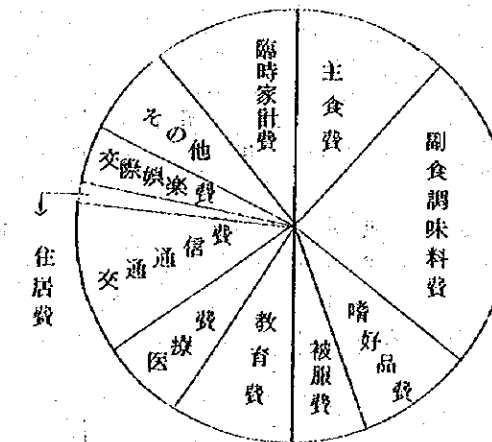 主食費
副食調味料費
嗜好品費
被服費
教育費
医療費
交通通信費
住居費
交際娯楽費
その他
臨時家計費